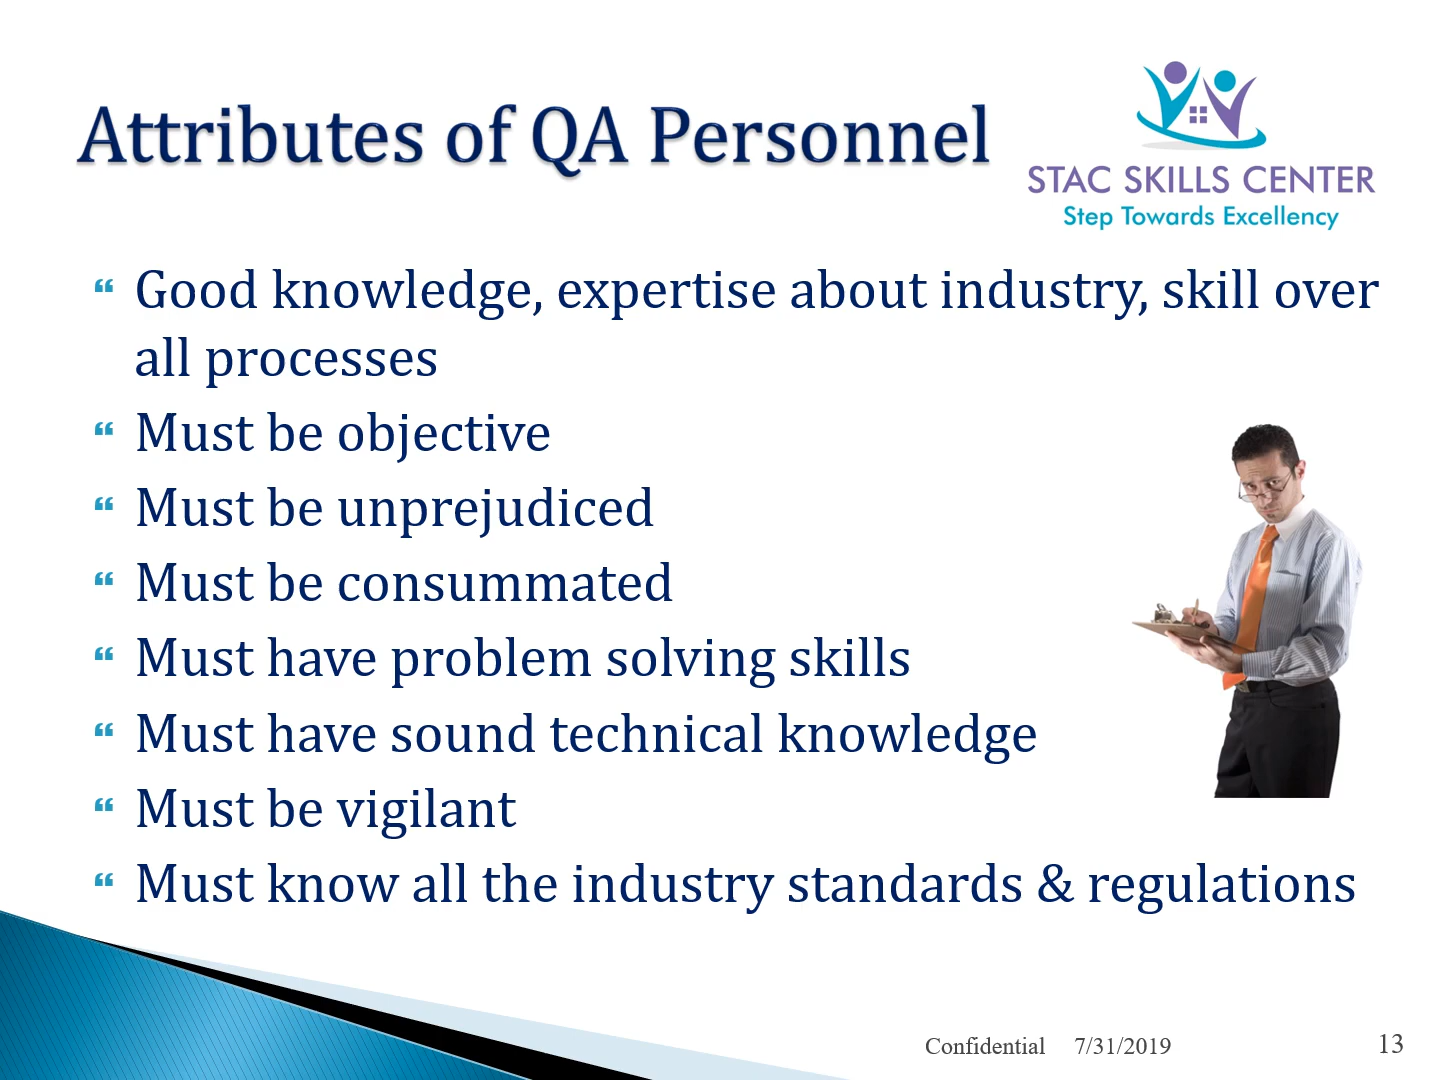 Attributes of QA Personnel
STAC SKILLS CENTER
Step Towards Excellency
Good knowledge, expertise about industry, skill over
all processes
Must be objective
Must be unprejudiced
Must be consummated
Must have problem solving skills
Must have sound technical knowledge
Must be vigilant
Must know all the industry standards & regulations
Confidential 7/31/2019 13